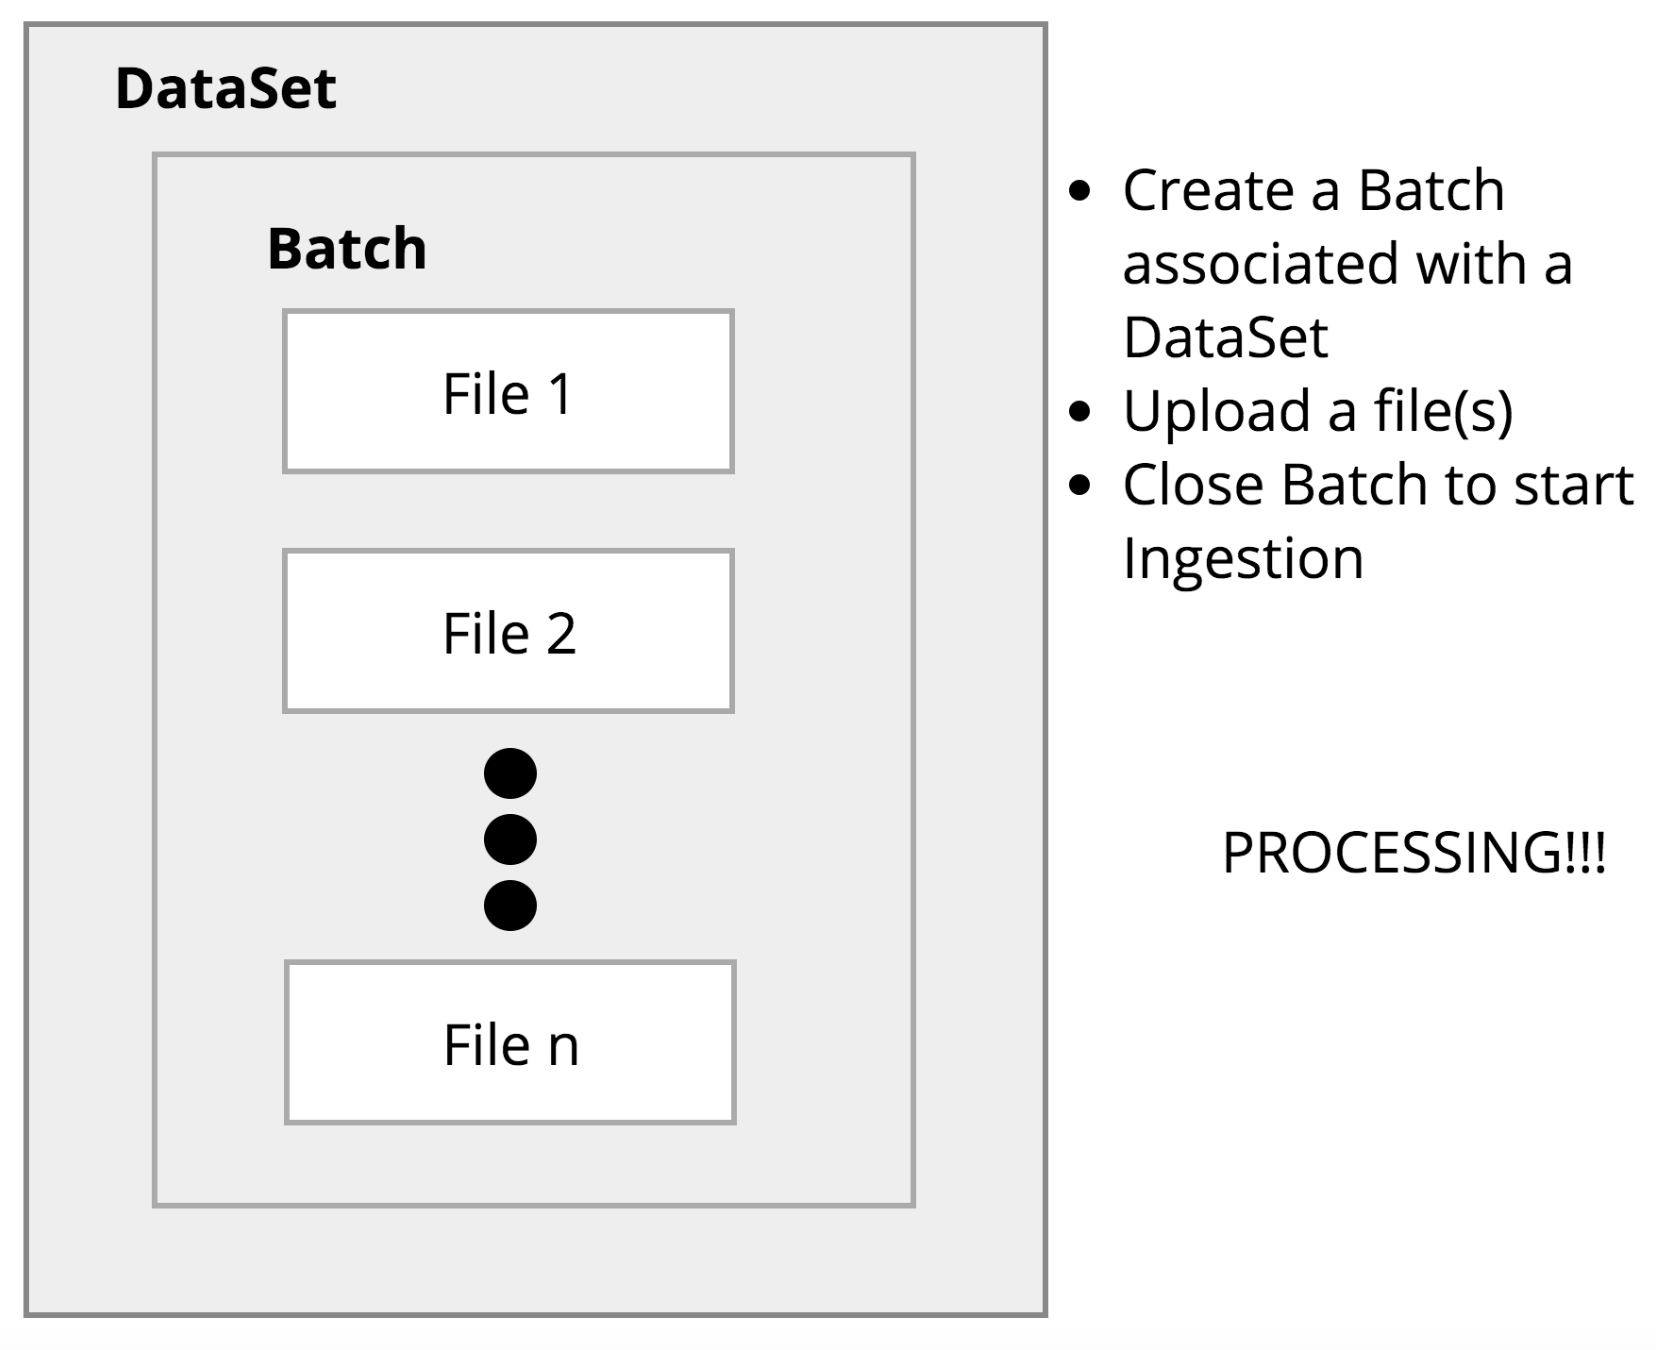 DataSet
Batch
File 1
File 2
File n
• Create a Batch
associated with a
DataSet
• Upload a file(s)
• Close Batch to start
Ingestion
PROCESSING!!!